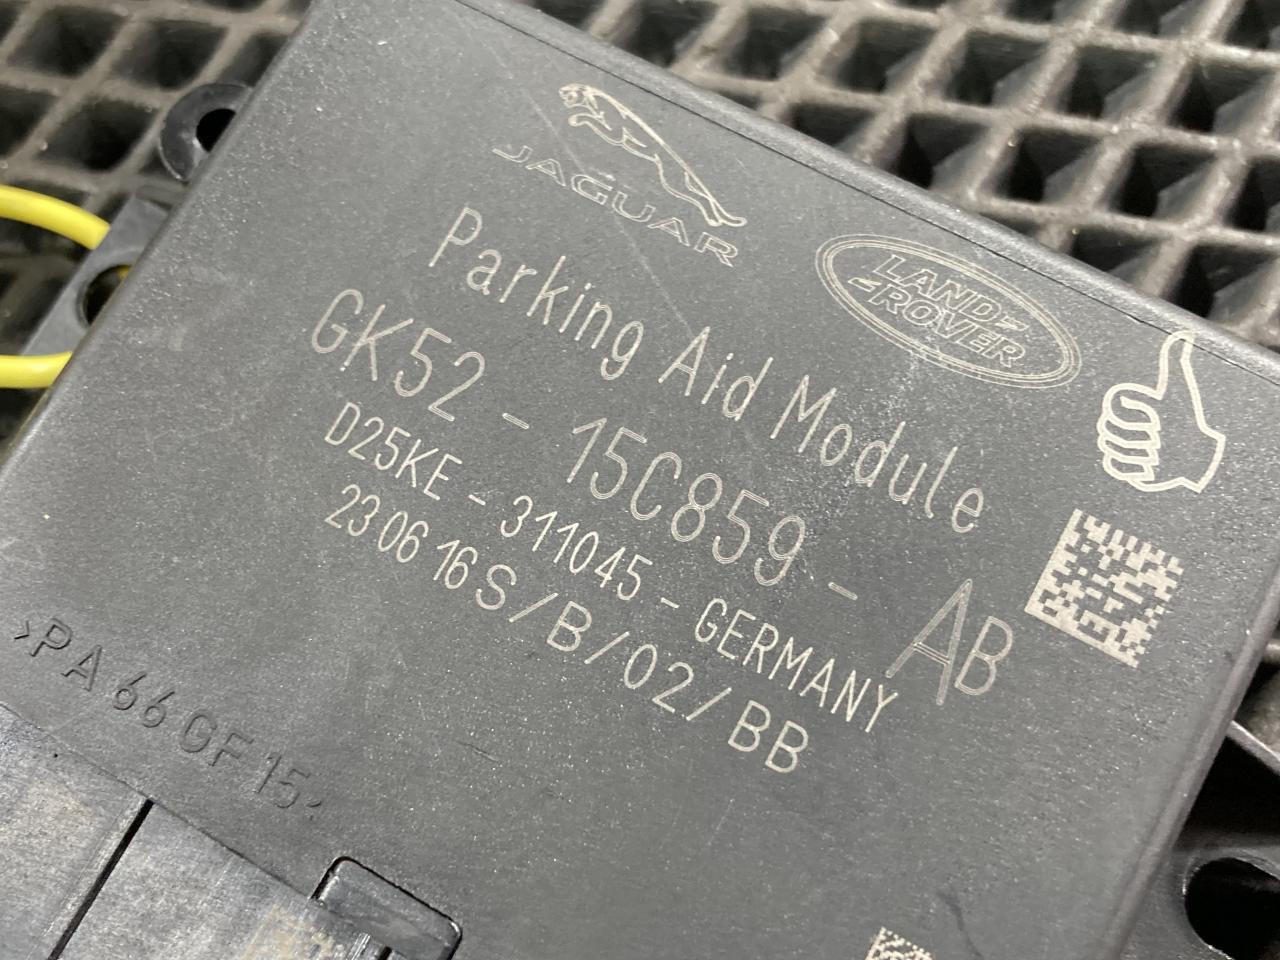 JAGUAR
LAND
ROVER
Parking Aid Module
GK52 - 15C859 - AB
D25KE - 311045 - GERMANY
23 06 16 S/B/02/BB
>PA 66 GF 15<